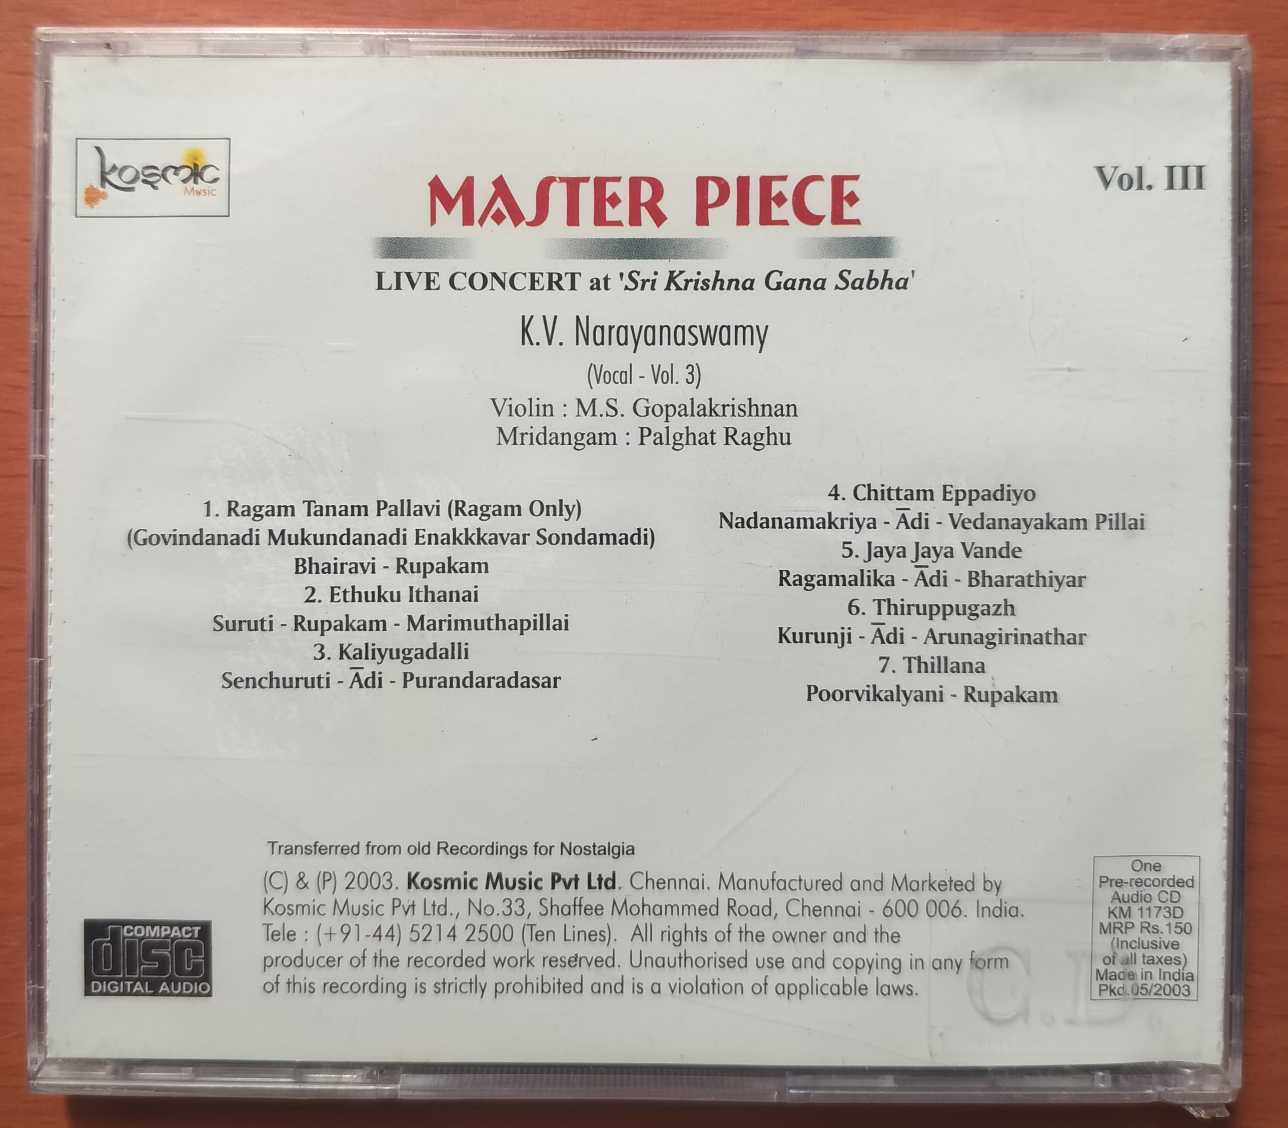 Kosmic
Music
MASTER PIECE
Vol. III
LIVE CONCERT at 'Sri Krishna Gana Sabha'
K.V. Narayanaswamy
(Vocal - Vol. 3)
Violin : M.S. Gopalakrishnan
Mridangam : Palghat Raghu
1. Ragam Tanam Pallavi (Ragam Only)
(Govindanadi Mukundanadi Enakkkavar Sondamadi)
Bhairavi - Rupakam
2. Ethuku Ithanai
Suruti - Rupakam - Marimuthapillai
3. Kaliyugadalli
Senchuruti - Ādi - Purandaradasar
4. Chittam Eppadiyo
Nadanamakriya - Ādi - Vedanayakam Pillai
5. Jaya Jaya Vande
Ragamalika - Ādi - Bharathiyar
6. Thiruppugazh
Kurunji - Ādi - Arunagirinathar
7. Thillana
Poorvikalyani - Rupakam
Transferred from old Recordings for Nostalgia
(C) & (P) 2003. Kosmic Music Pvt Ltd. Chennai. Manufactured and Marketed by
Kosmic Music Pvt Ltd., No.33, Shaffee Mohammed Road, Chennai - 600 006. India.
Tele : (+91-44) 5214 2500 (Ten Lines). All rights of the owner and the
producer of the recorded work reserved. Unauthorised use and copying in any form
of this recording is strictly prohibited and is a violation of applicable laws.
COMPACT
disc
DIGITAL AUDIO
One
Pre-recorded
Audio CD
KM 1173D
MRP Rs.150
(Inclusive
of all taxes)
Made in India
Pkd.05/2003